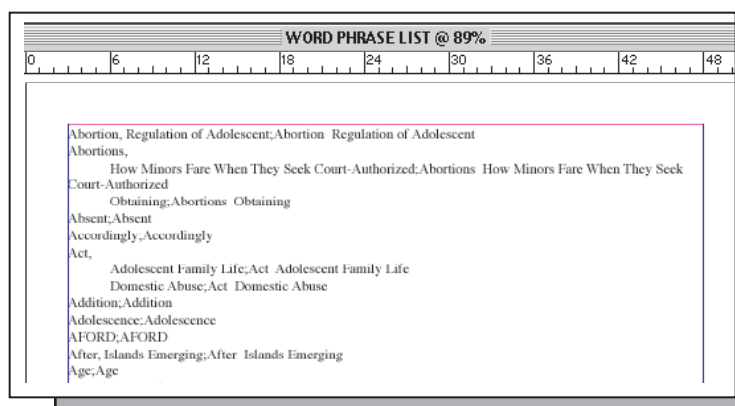 WORD PHRASE LIST @ 89%
0 6 12 18 24 30 36 42 48
Abortion, Regulation of Adolescent;Abortion  Regulation of Adolescent
Abortions,
How Minors Fare When They Seek Court-Authorized;Abortions  How Minors Fare When They Seek
Court-Authorized
Obtaining;Abortions  Obtaining
Absent;Absent
Accordingly;Accordingly
Act,
Adolescent Family Life;Act  Adolescent Family Life
Domestic Abuse;Act  Domestic Abuse
Addition;Addition
Adolescence;Adolescence
AFORD;AFORD
After, Islands Emerging;After  Islands Emerging
Age;Age